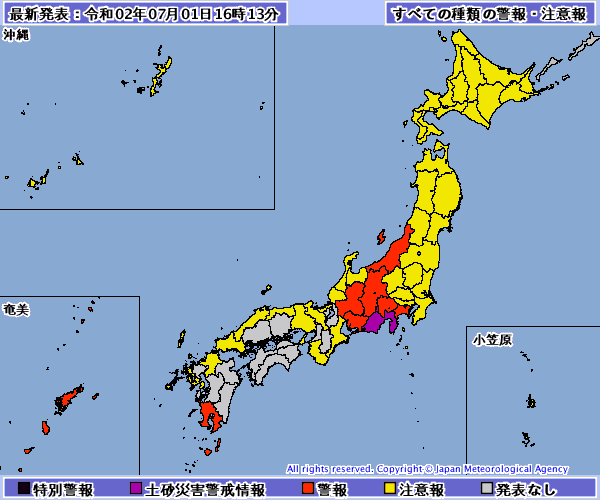 最新発表：令和02年07月01日16時13分
すべての種類の警報・注意報
沖縄
奄美
小笠原
All rights reserved. Copyright © Japan Meteorological Agency
特別警報 土砂災害警戒情報 警報 注意報 発表なし